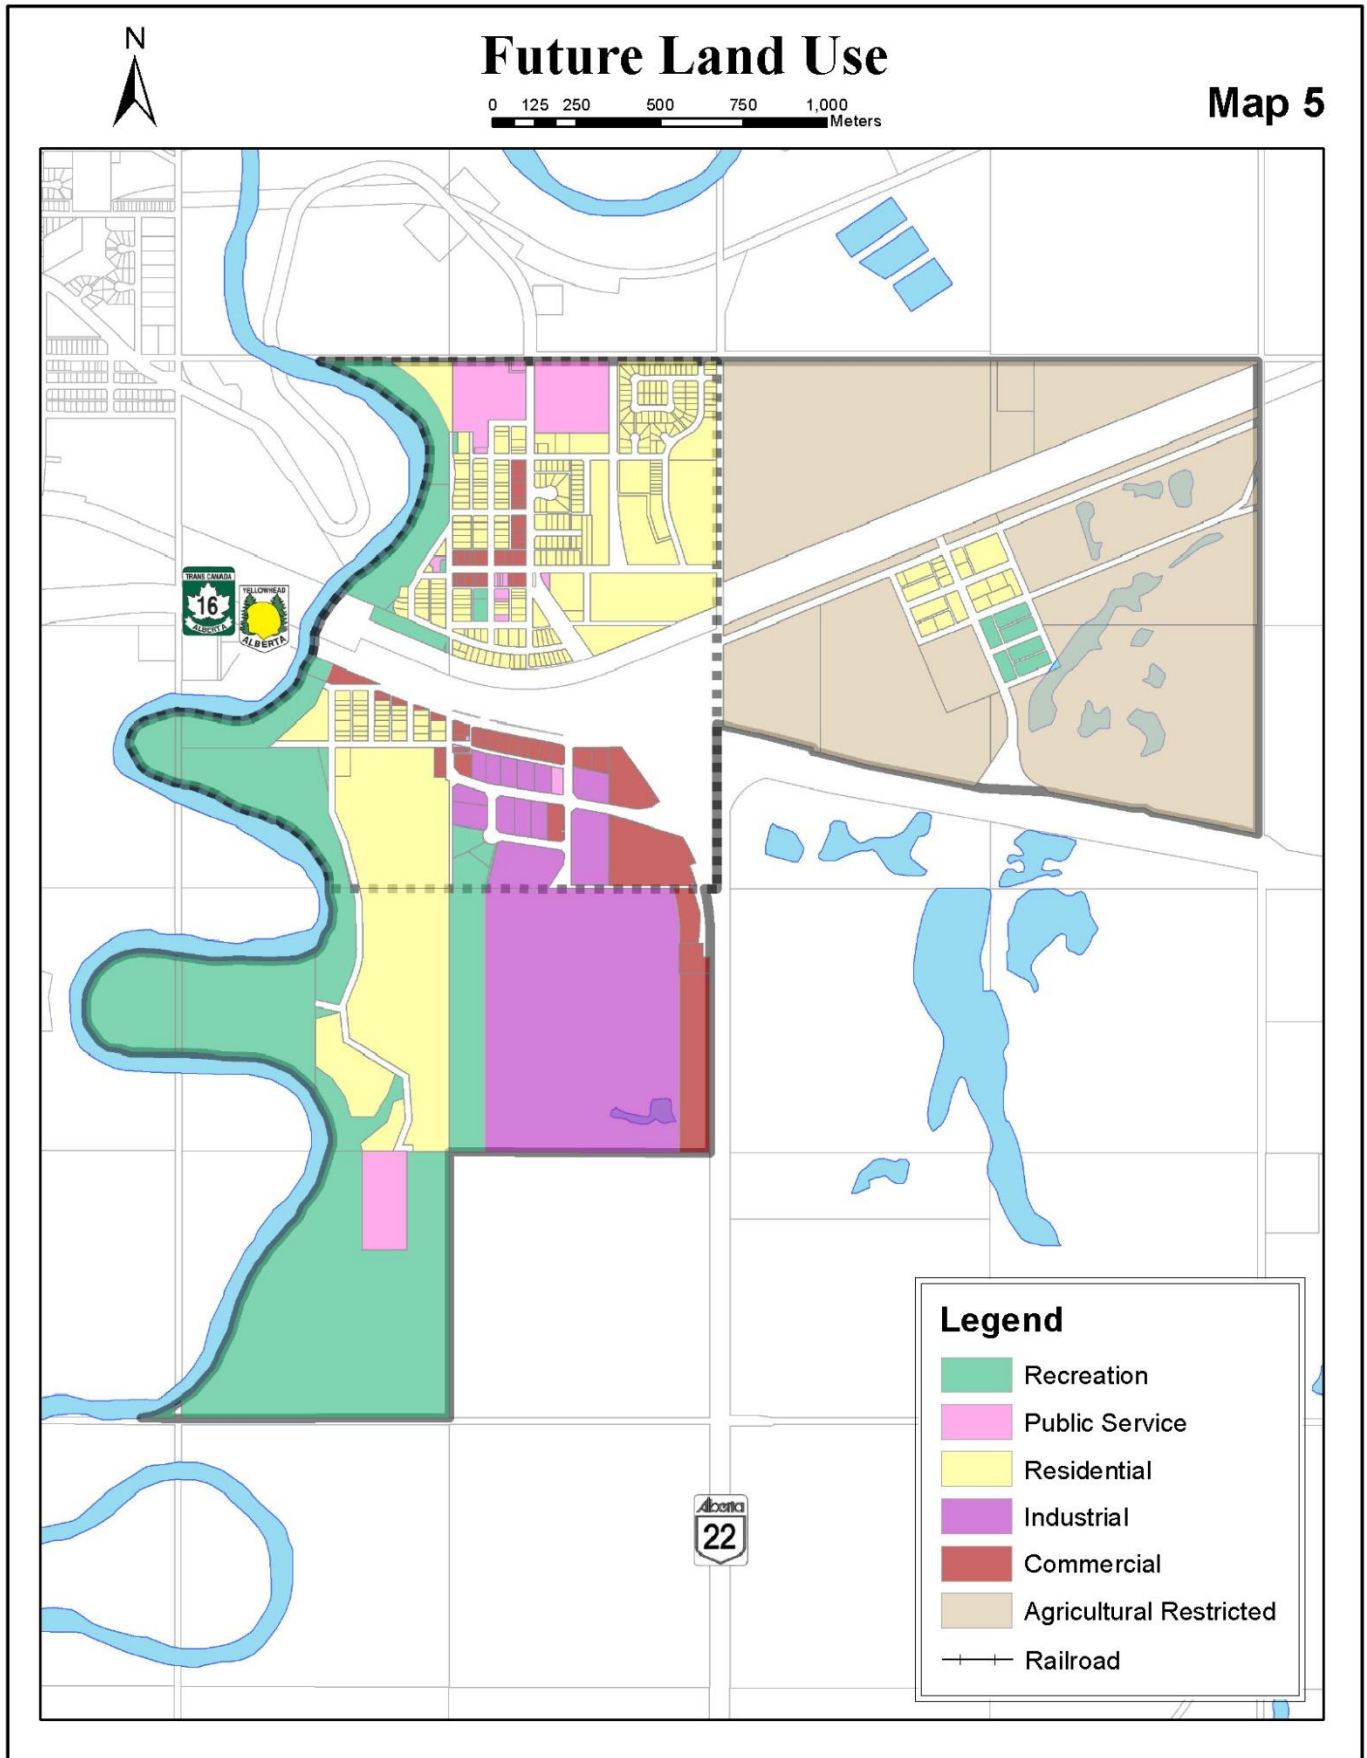 N
Future Land Use
Map 5
0 125 250 500 750 1,000
Meters
TRANS CANADA
16
ALBERTA
YELLOWHEAD
ALBERTA
Alberta
22
Legend
Recreation
Public Service
Residential
Industrial
Commercial
Agricultural Restricted
Railroad